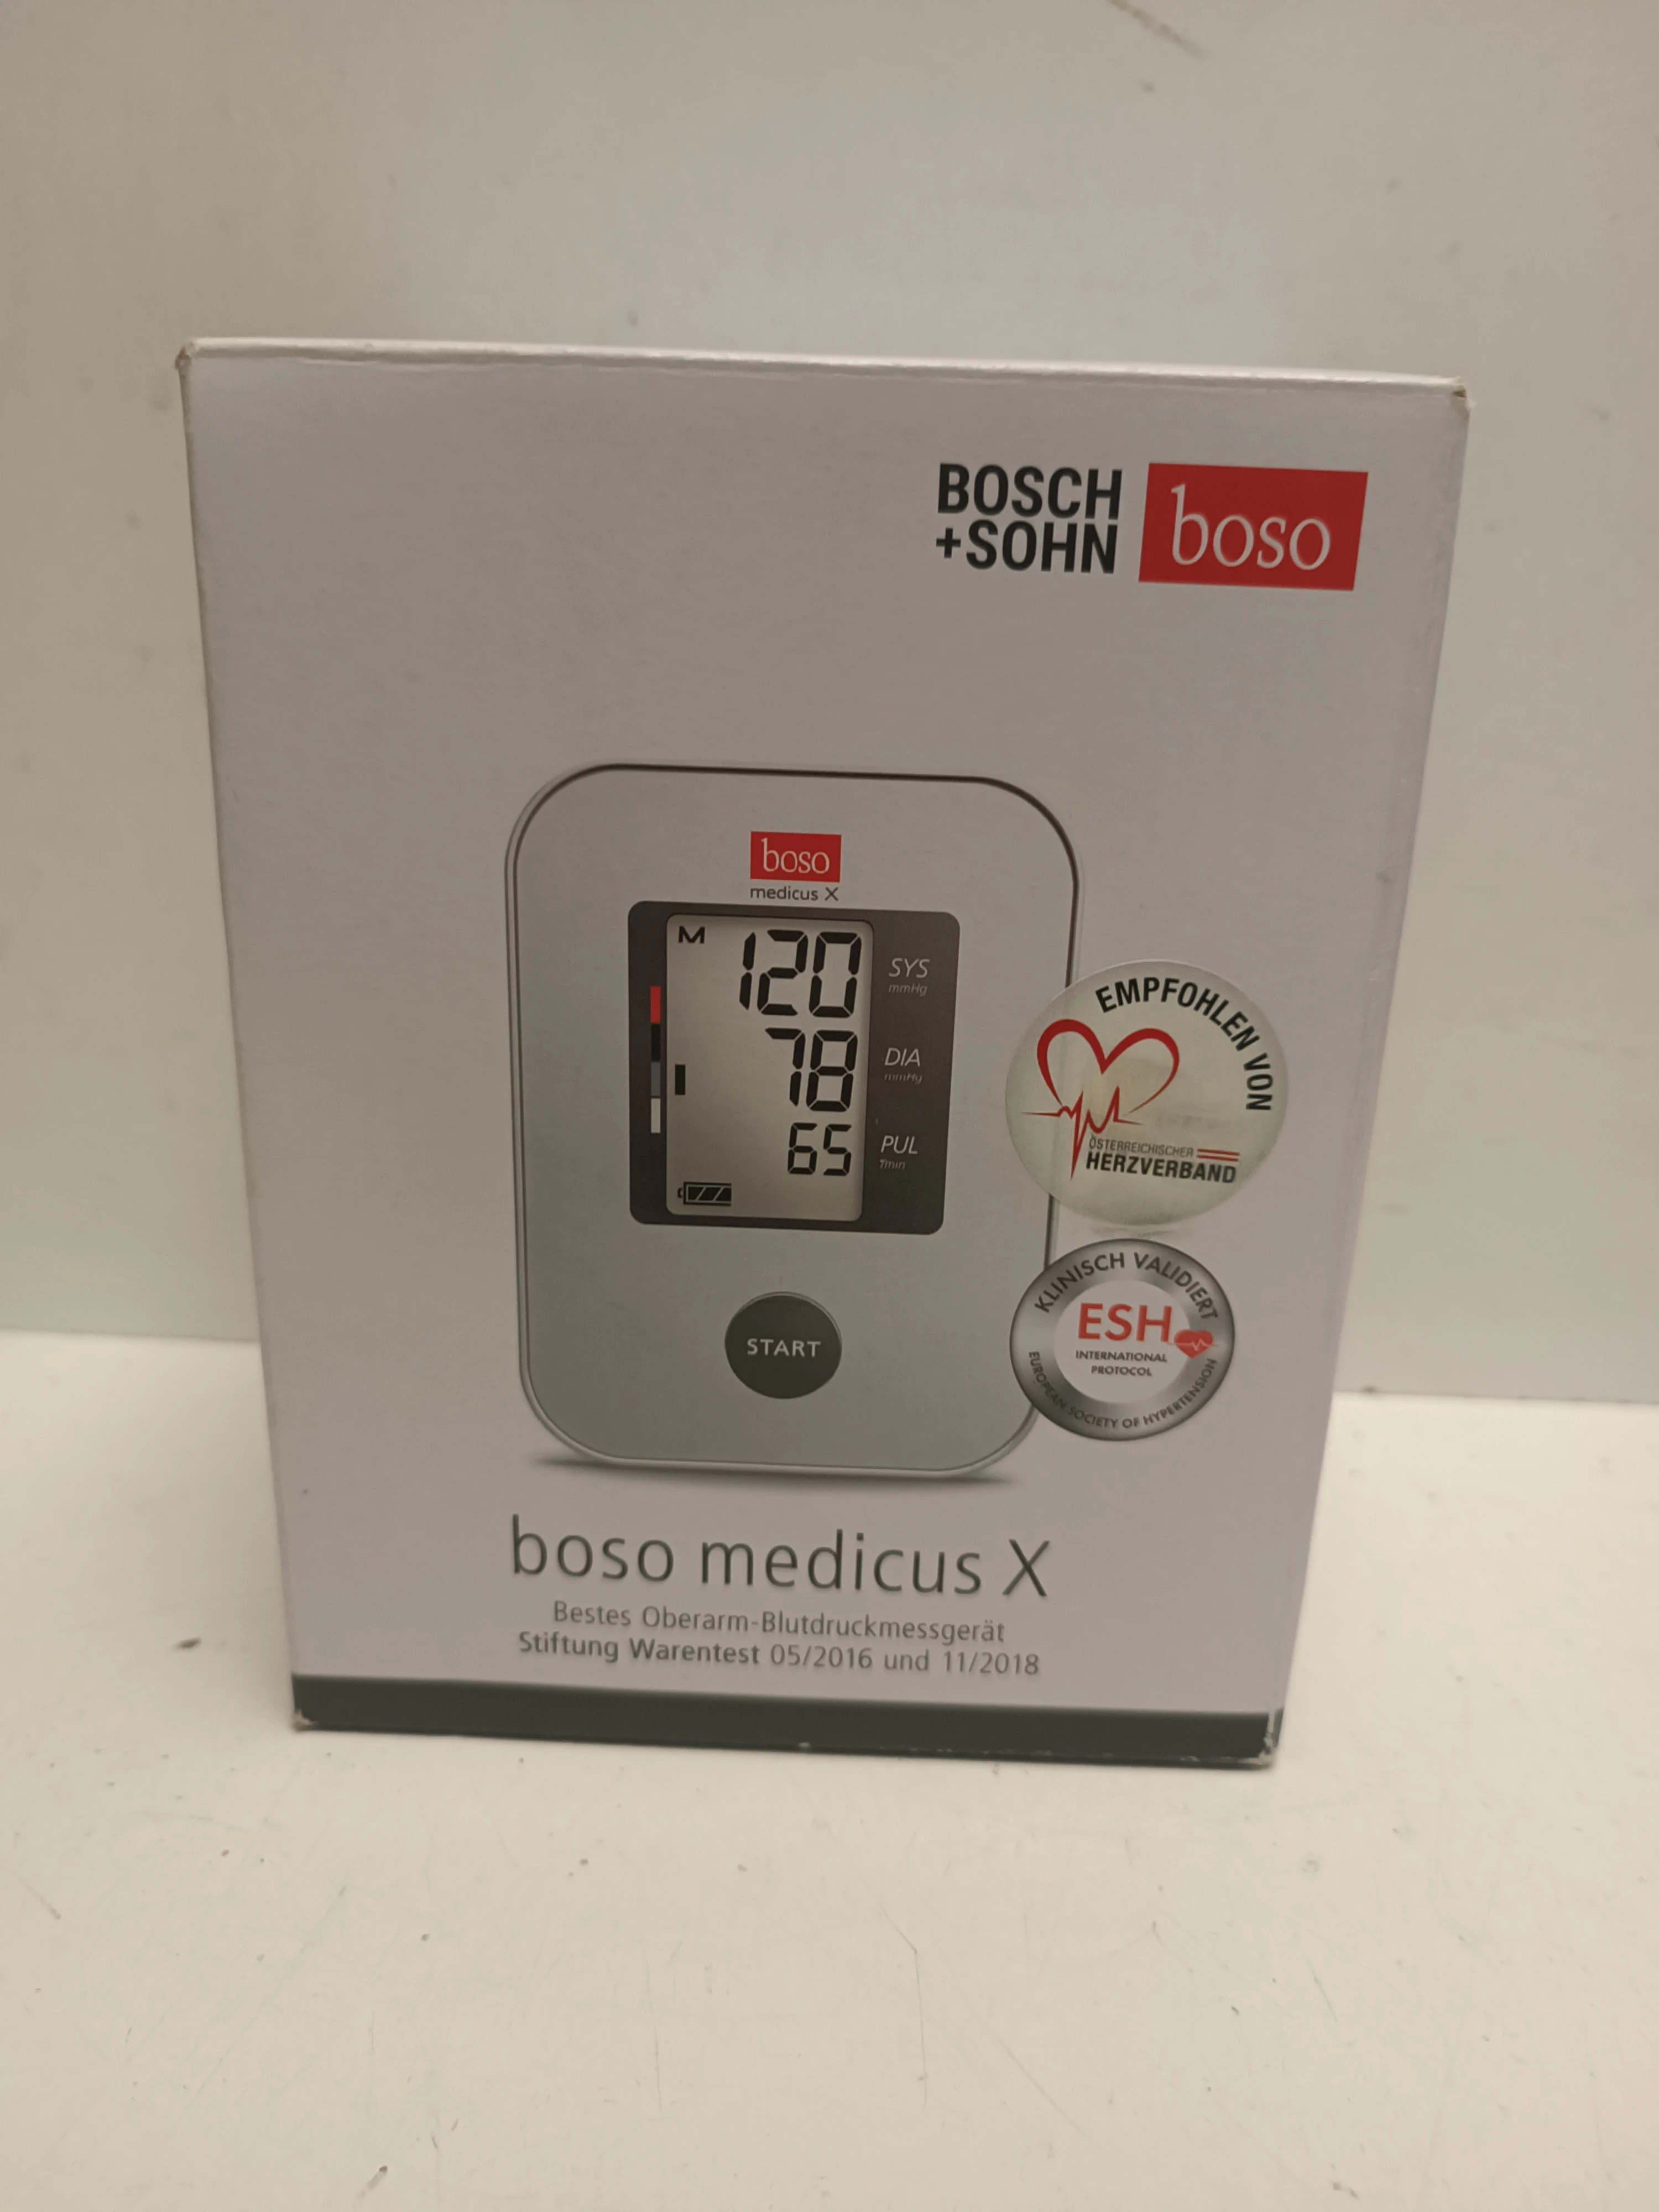 BOSCH
+SOHN
boso
boso
medicus X
M
120
SYS
mmHg
78
DIA
mmHg
65
PUL
1/min
START
EMPFOHLEN VON
ÖSTERREICHISCHER
HERZVERBAND
KLINISCH VALIDIERT
ESH
INTERNATIONAL
PROTOCOL
EUROPEAN SOCIETY OF HYPERTENSION
boso medicus X
Bestes Oberarm-Blutdruckmessgerät
Stiftung Warentest 05/2016 und 11/2018